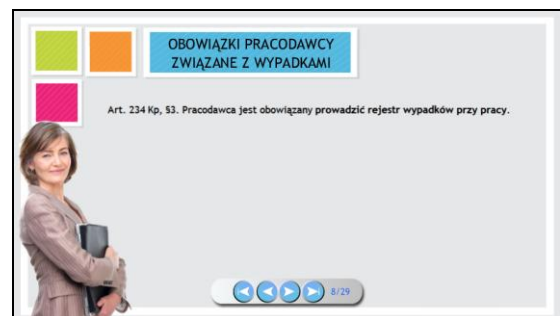 OBOWIĄZKI PRACODAWCY
ZWIĄZANE Z WYPADKAMI
Art. 234 Kp, §3. Pracodawca jest obowiązany prowadzić rejestr wypadków przy pracy.
8/29